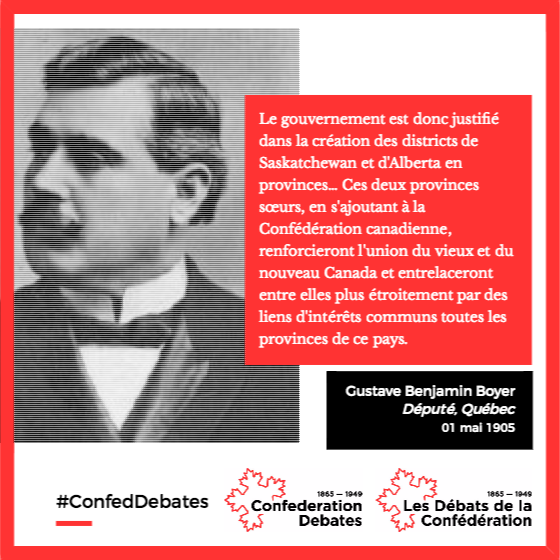 Le gouvernement est donc justifié
dans la création des districts de
Saskatchewan et d'Alberta en
provinces... Ces deux provinces
sœurs, en s'ajoutant à la
Confédération canadienne,
renforcieront l'union du vieux et du
nouveau Canada et entrelaceront
entre elles plus étroitement par des
liens d'intérêts communs toutes les
provinces de ce pays.
Gustave Benjamin Boyer
Député, Québec
01 mai 1905
#ConfedDebates
1865 — 1949
Confederation
Debates
1865 — 1949
Les Débats de la
Confédération